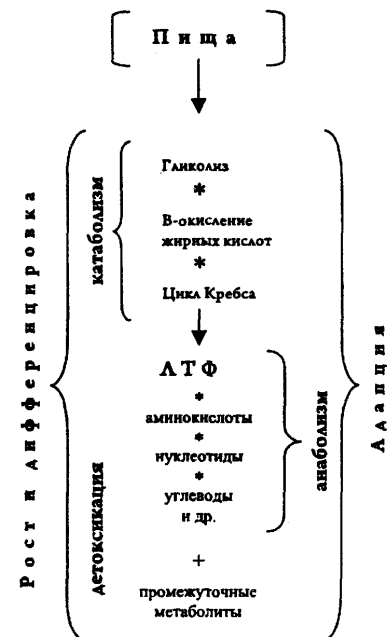 Пища
Рост и дифференцировка
катаболизм
Гликолиз
*
В-окисление
жирных кислот
*
Цикл Кребса
АТФ
*
аминокислоты
*
нуклеотиды
*
углеводы
и др.
анаболизм
Адапция
детоксикация
+
промежуточные
метаболиты